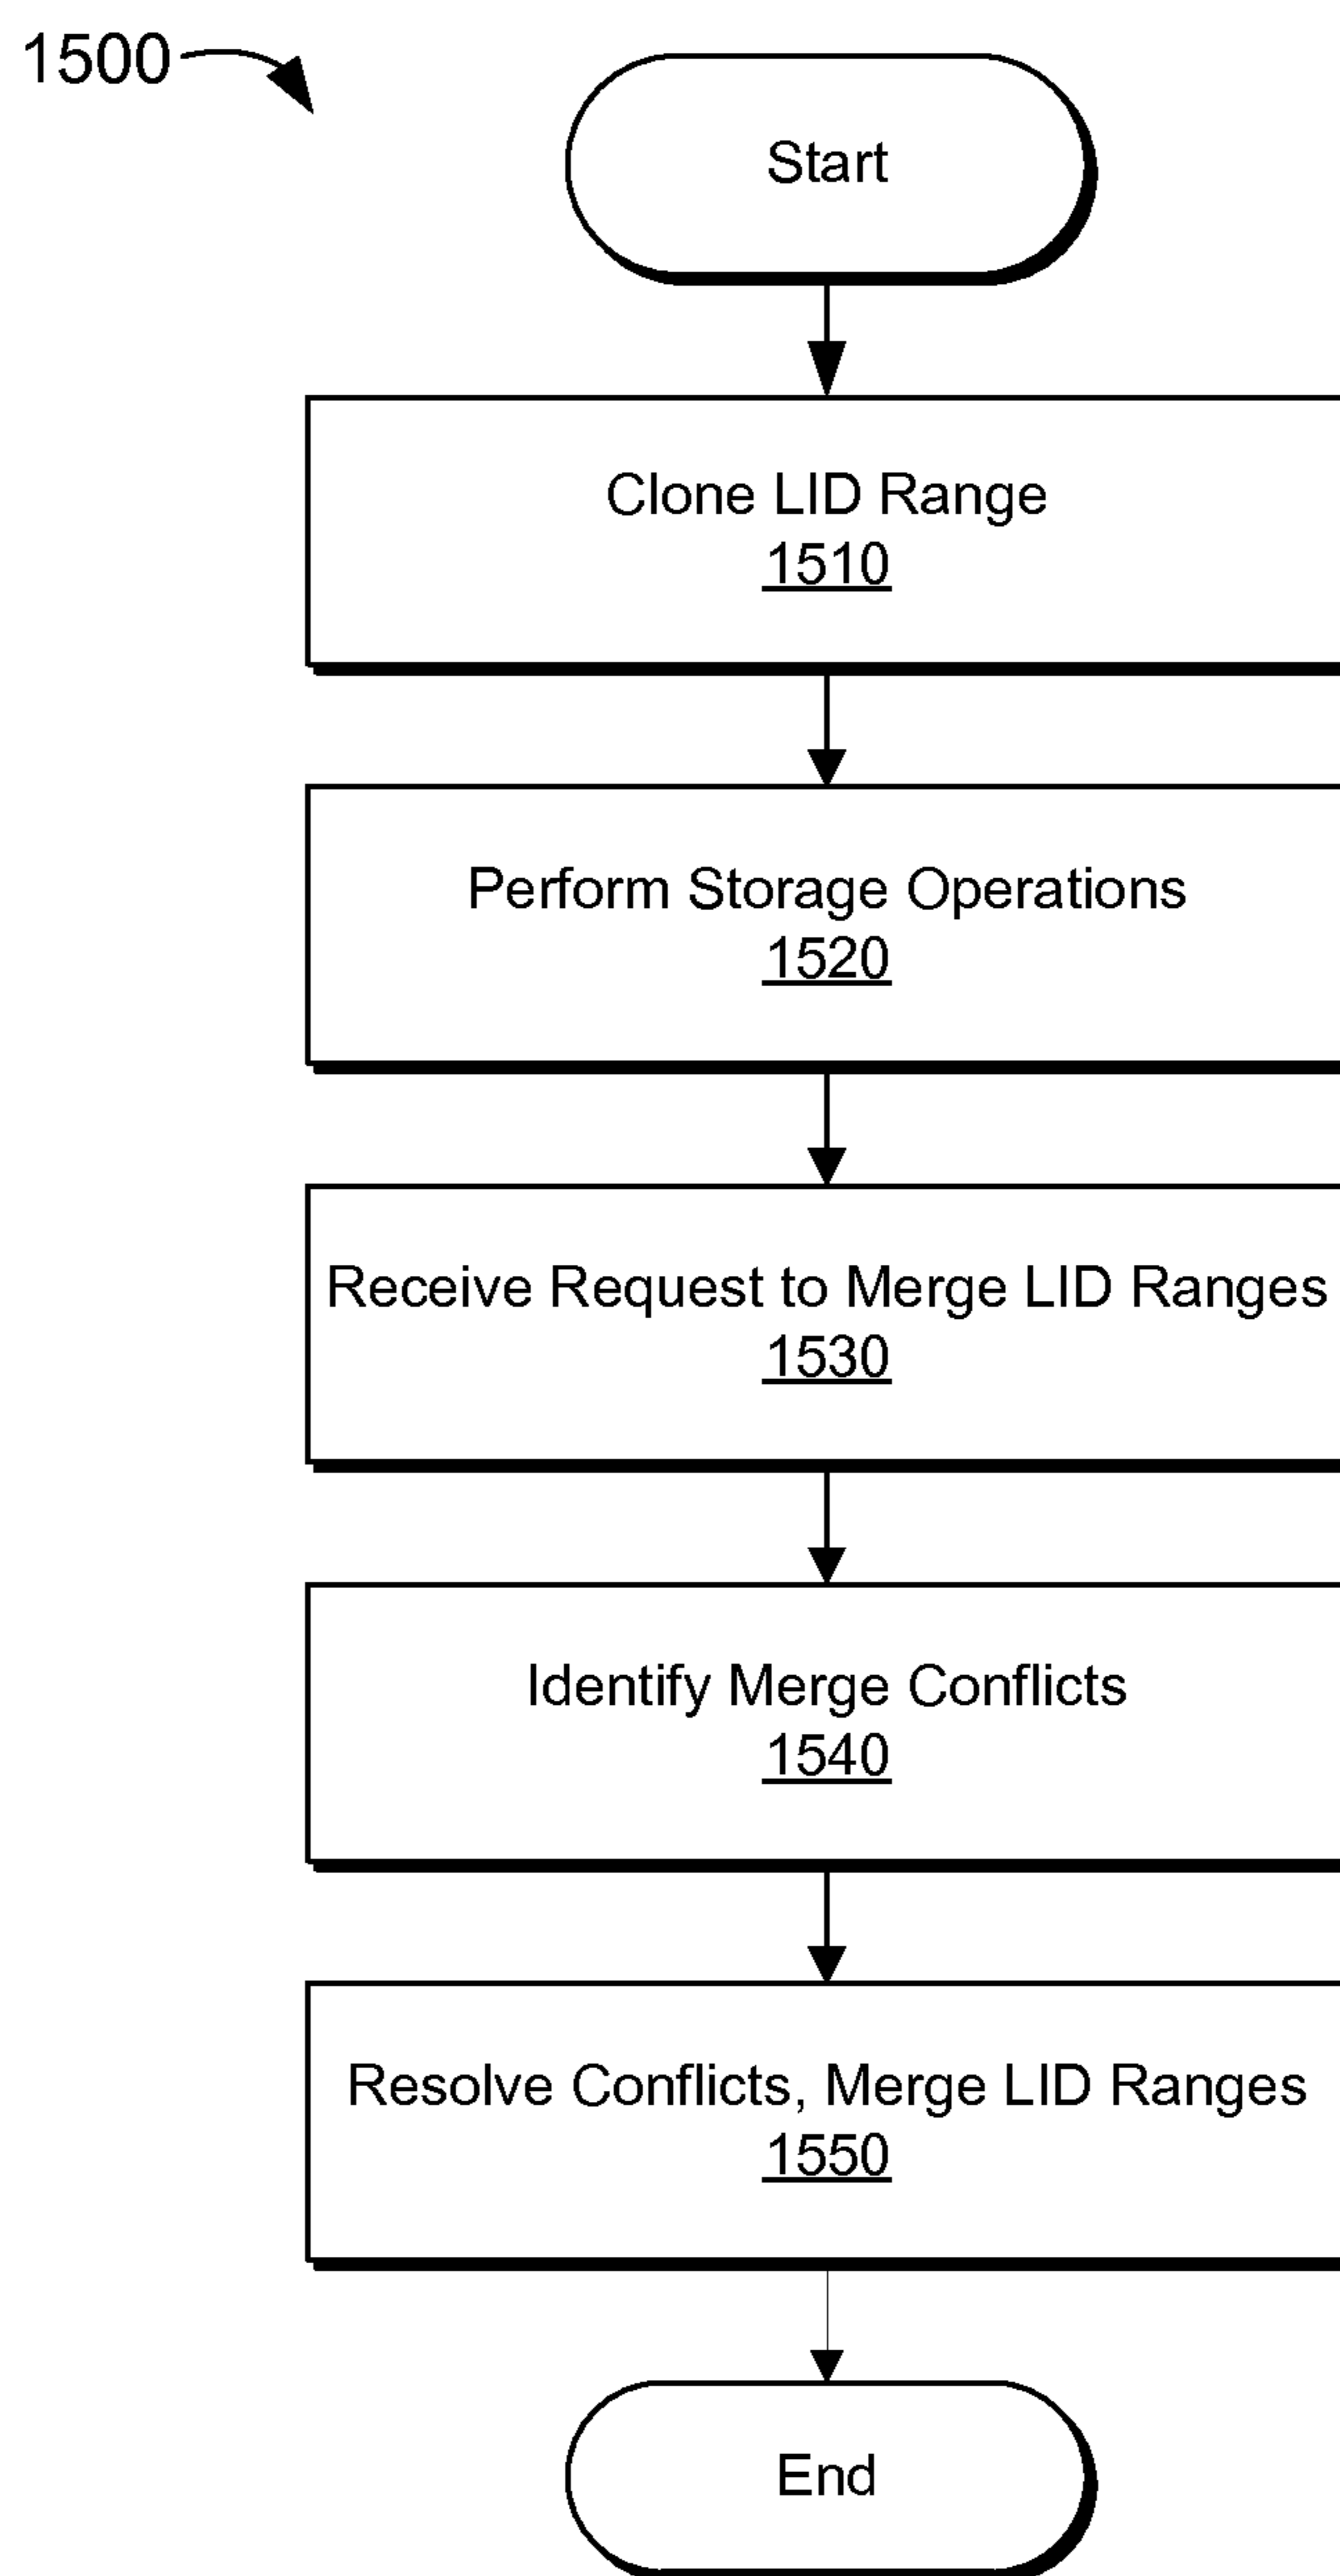 1500
Start
Clone LID Range
1510
Perform Storage Operations
1520
Receive Request to Merge LID Ranges
1530
Identify Merge Conflicts
1540
Resolve Conflicts, Merge LID Ranges
1550
End